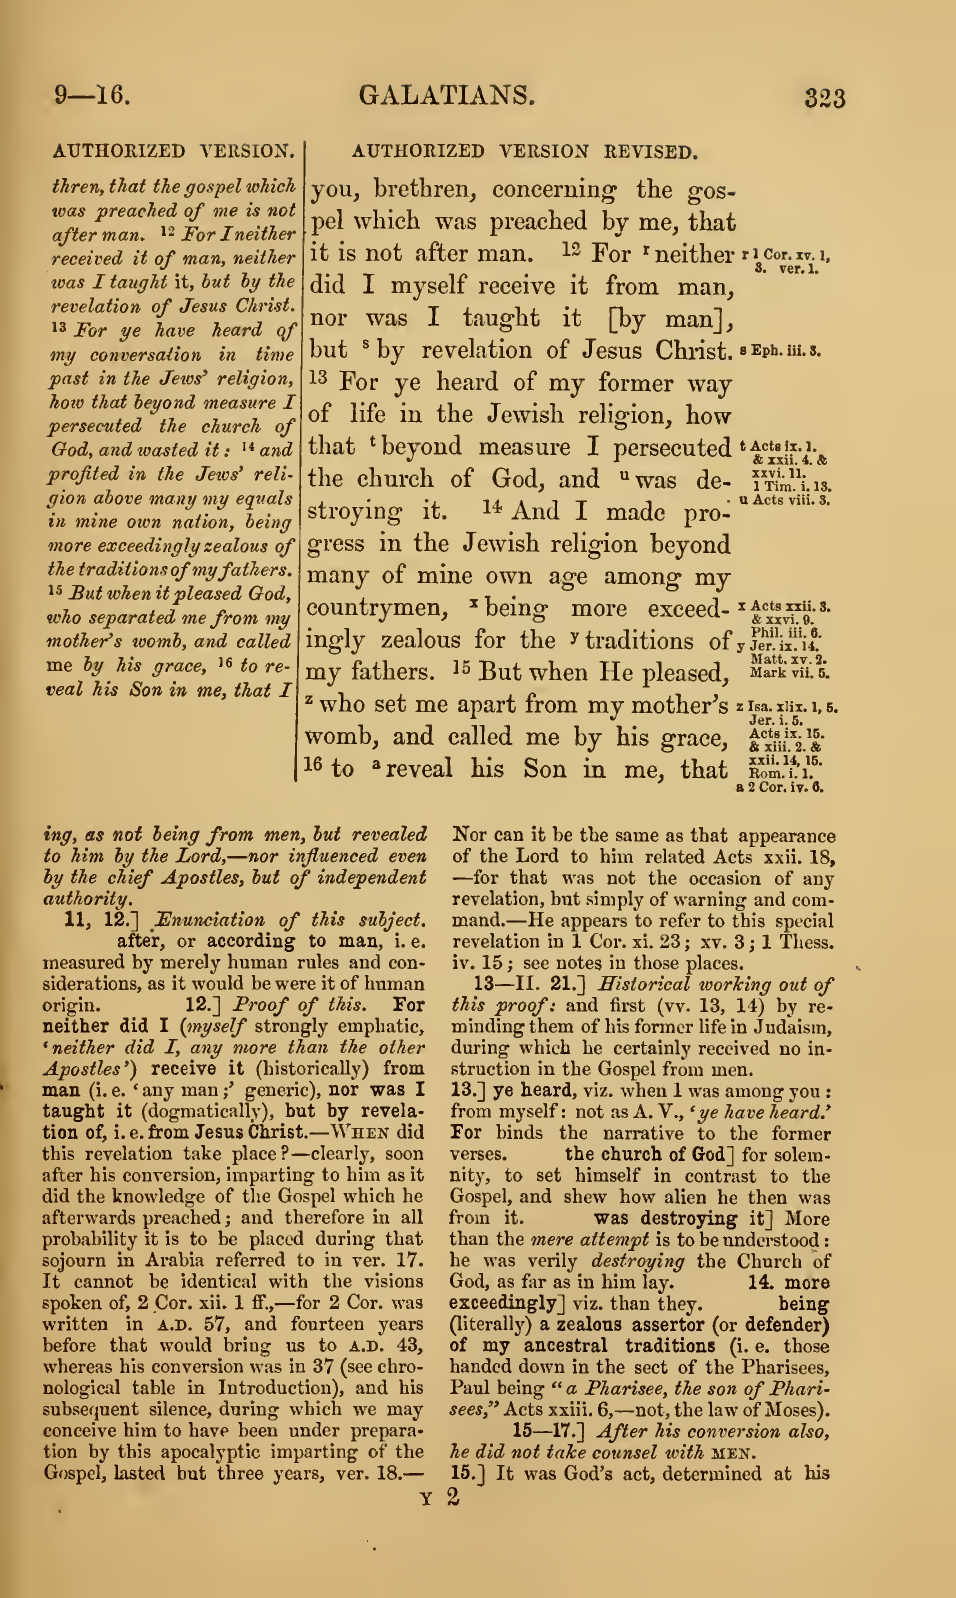 9—16.
GALATIANS.
323
AUTHORIZED VERSION.
thren, that the gospel which
was preached of me is not
after man. 12 For I neither
received it of man, neither
was I taught it, but by the
revelation of Jesus Christ.
13 For ye have heard of
my conversation in time
past in the Jews' religion,
how that beyond measure I
persecuted the church of
God, and wasted it: 14 and
profited in the Jews' reli-
gion above many my equals
in mine own nation, being
more exceedingly zealous of
the traditions of my fathers.
15 But when it pleased God,
who separated me from my
mother's womb, and called
me by his grace, 16 to re-
veal his Son in me, that I
AUTHORIZED VERSION REVISED.
you, brethren, concerning the gos-
pel which was preached by me, that
it is not after man. 12 For r neither
did I myself receive it from man,
nor was I taught it [by man],
but s by revelation of Jesus Christ.
13 For ye heard of my former way
of life in the Jewish religion, how
that t beyond measure I persecuted
the church of God, and u was de-
stroying it. 14 And I made pro-
gress in the Jewish religion beyond
many of mine own age among my
countrymen, x being more exceed-
ingly zealous for the y traditions of
my fathers. 15 But when He pleased,
z who set me apart from my mother's
womb, and called me by his grace,
16 to a reveal his Son in me, that
r 1 Cor. xv. 1,
3. ver. 1.
s Eph. iii. 3.
t Acts ix. 1.
& xxii. 4. &
xxvi. 11.
1 Tim. i. 13.
u Acts viii. 3.
x Acts xxii. 3.
& xxvi. 9.
Phil. iii. 6.
y Jer. ix. 14.
Matt. xv. 2.
Mark vii. 5.
z Isa. xlix. 1, 5.
Jer. i. 5.
Acts ix. 15.
& xiii. 2. &
xxii. 14, 15.
Rom. i. 1.
a 2 Cor. iv. 6.
ing, as not being from men, but revealed
to him by the Lord,—nor influenced even
by the chief Apostles, but of independent
authority.
11, 12.] Enunciation of this subject.
after, or according to man, i. e.
measured by merely human rules and con-
siderations, as it would be were it of human
origin. 12.] Proof of this. For
neither did I (myself strongly emphatic,
'neither did I, any more than the other
Apostles') receive it (historically) from
man (i. e. 'any man;' generic), nor was I
taught it (dogmatically), but by revela-
tion of, i. e. from Jesus Christ.—WHEN did
this revelation take place?—clearly, soon
after his conversion, imparting to him as it
did the knowledge of the Gospel which he
afterwards preached; and therefore in all
probability it is to be placed during that
sojourn in Arabia referred to in ver. 17.
It cannot be identical with the visions
spoken of, 2 Cor. xii. 1 ff.,—for 2 Cor. was
written in A.D. 57, and fourteen years
before that would bring us to A.D. 43,
whereas his conversion was in 37 (see chro-
nological table in Introduction), and his
subsequent silence, during which we may
conceive him to have been under prepara-
tion by this apocalyptic imparting of the
Gospel, lasted but three years, ver. 18.—
Nor can it be the same as that appearance
of the Lord to him related Acts xxii. 18,
—for that was not the occasion of any
revelation, but simply of warning and com-
mand.—He appears to refer to this special
revelation in 1 Cor. xi. 23; xv. 3; 1 Thess.
iv. 15; see notes in those places.
13—II. 21.] Historical working out of
this proof: and first (vv. 13, 14) by re-
minding them of his former life in Judaism,
during which he certainly received no in-
struction in the Gospel from men.
13.] ye heard, viz. when I was among you:
from myself: not as A. V., 'ye have heard.'
For binds the narrative to the former
verses. the church of God] for solem-
nity, to set himself in contrast to the
Gospel, and shew how alien he then was
from it. was destroying it] More
than the mere attempt is to be understood:
he was verily destroying the Church of
God, as far as in him lay. 14. more
exceedingly] viz. than they. being
(literally) a zealous assertor (or defender)
of my ancestral traditions (i. e. those
handed down in the sect of the Pharisees,
Paul being "a Pharisee, the son of Phari-
sees," Acts xxiii. 6,—not, the law of Moses).
15—17.] After his conversion also,
he did not take counsel with MEN.
15.] It was God's act, determined at his
Y 2